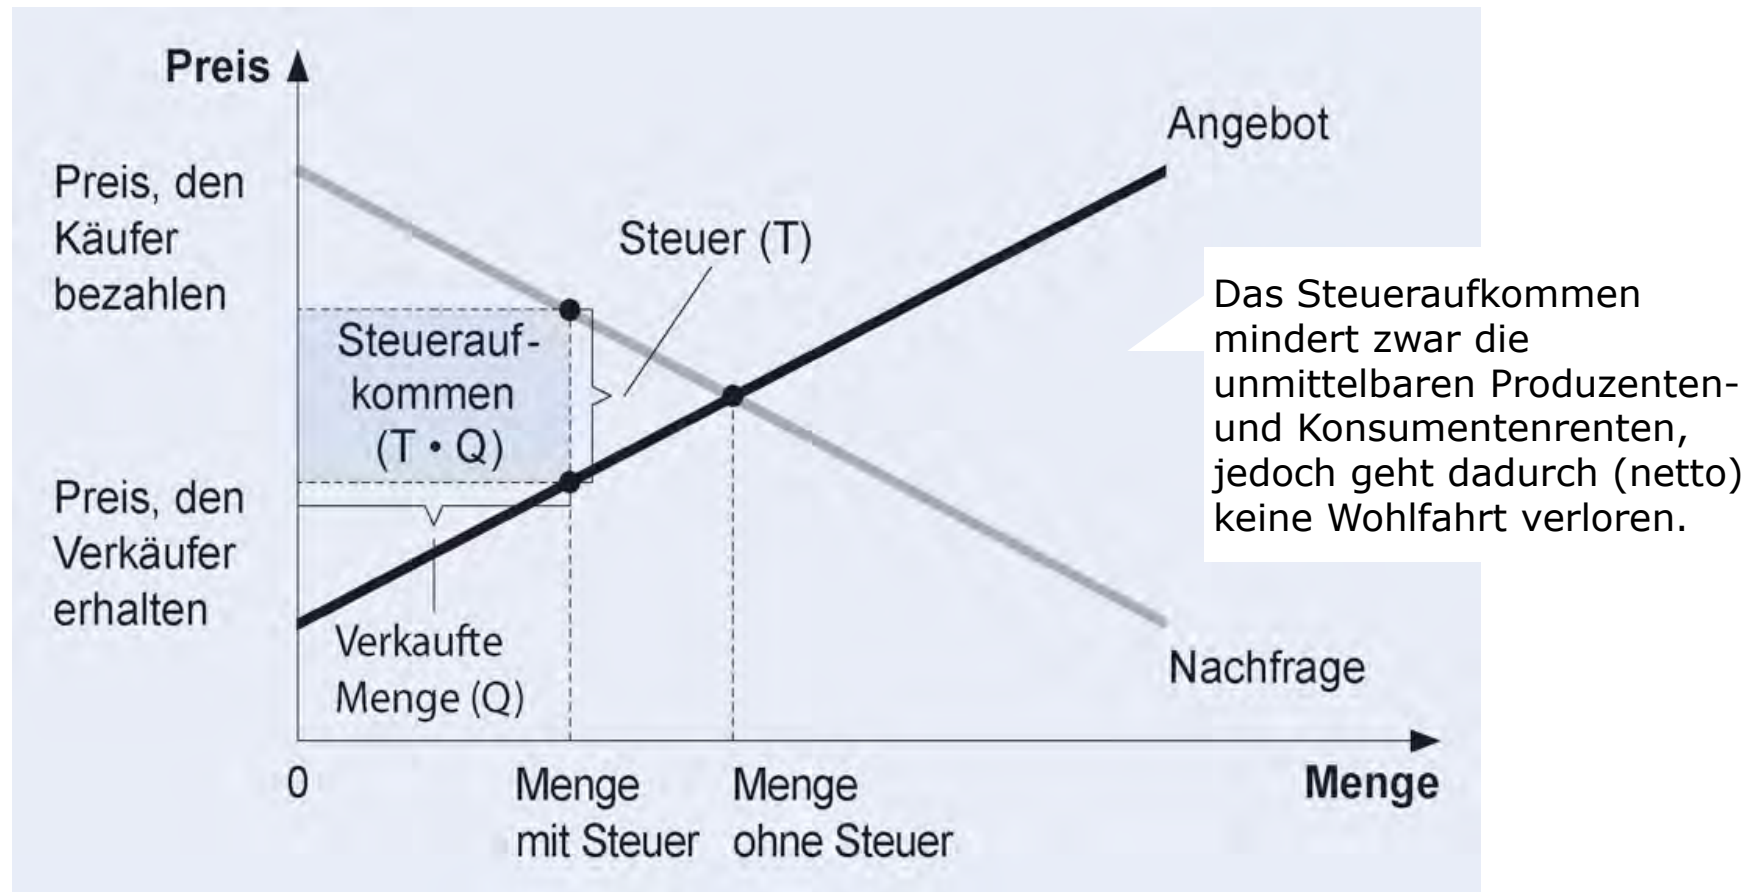 Preis
Angebot
Preis, den
Käufer
bezahlen
Steuer (T)
Steuerauf-
kommen
(T • Q)
Das Steueraufkommen
mindert zwar die
unmittelbaren Produzenten-
und Konsumentenrenten,
jedoch geht dadurch (netto)
keine Wohlfahrt verloren.
Preis, den
Verkäufer
erhalten
Verkaufte
Menge (Q)
Nachfrage
0
Menge
mit Steuer
Menge
ohne Steuer
Menge